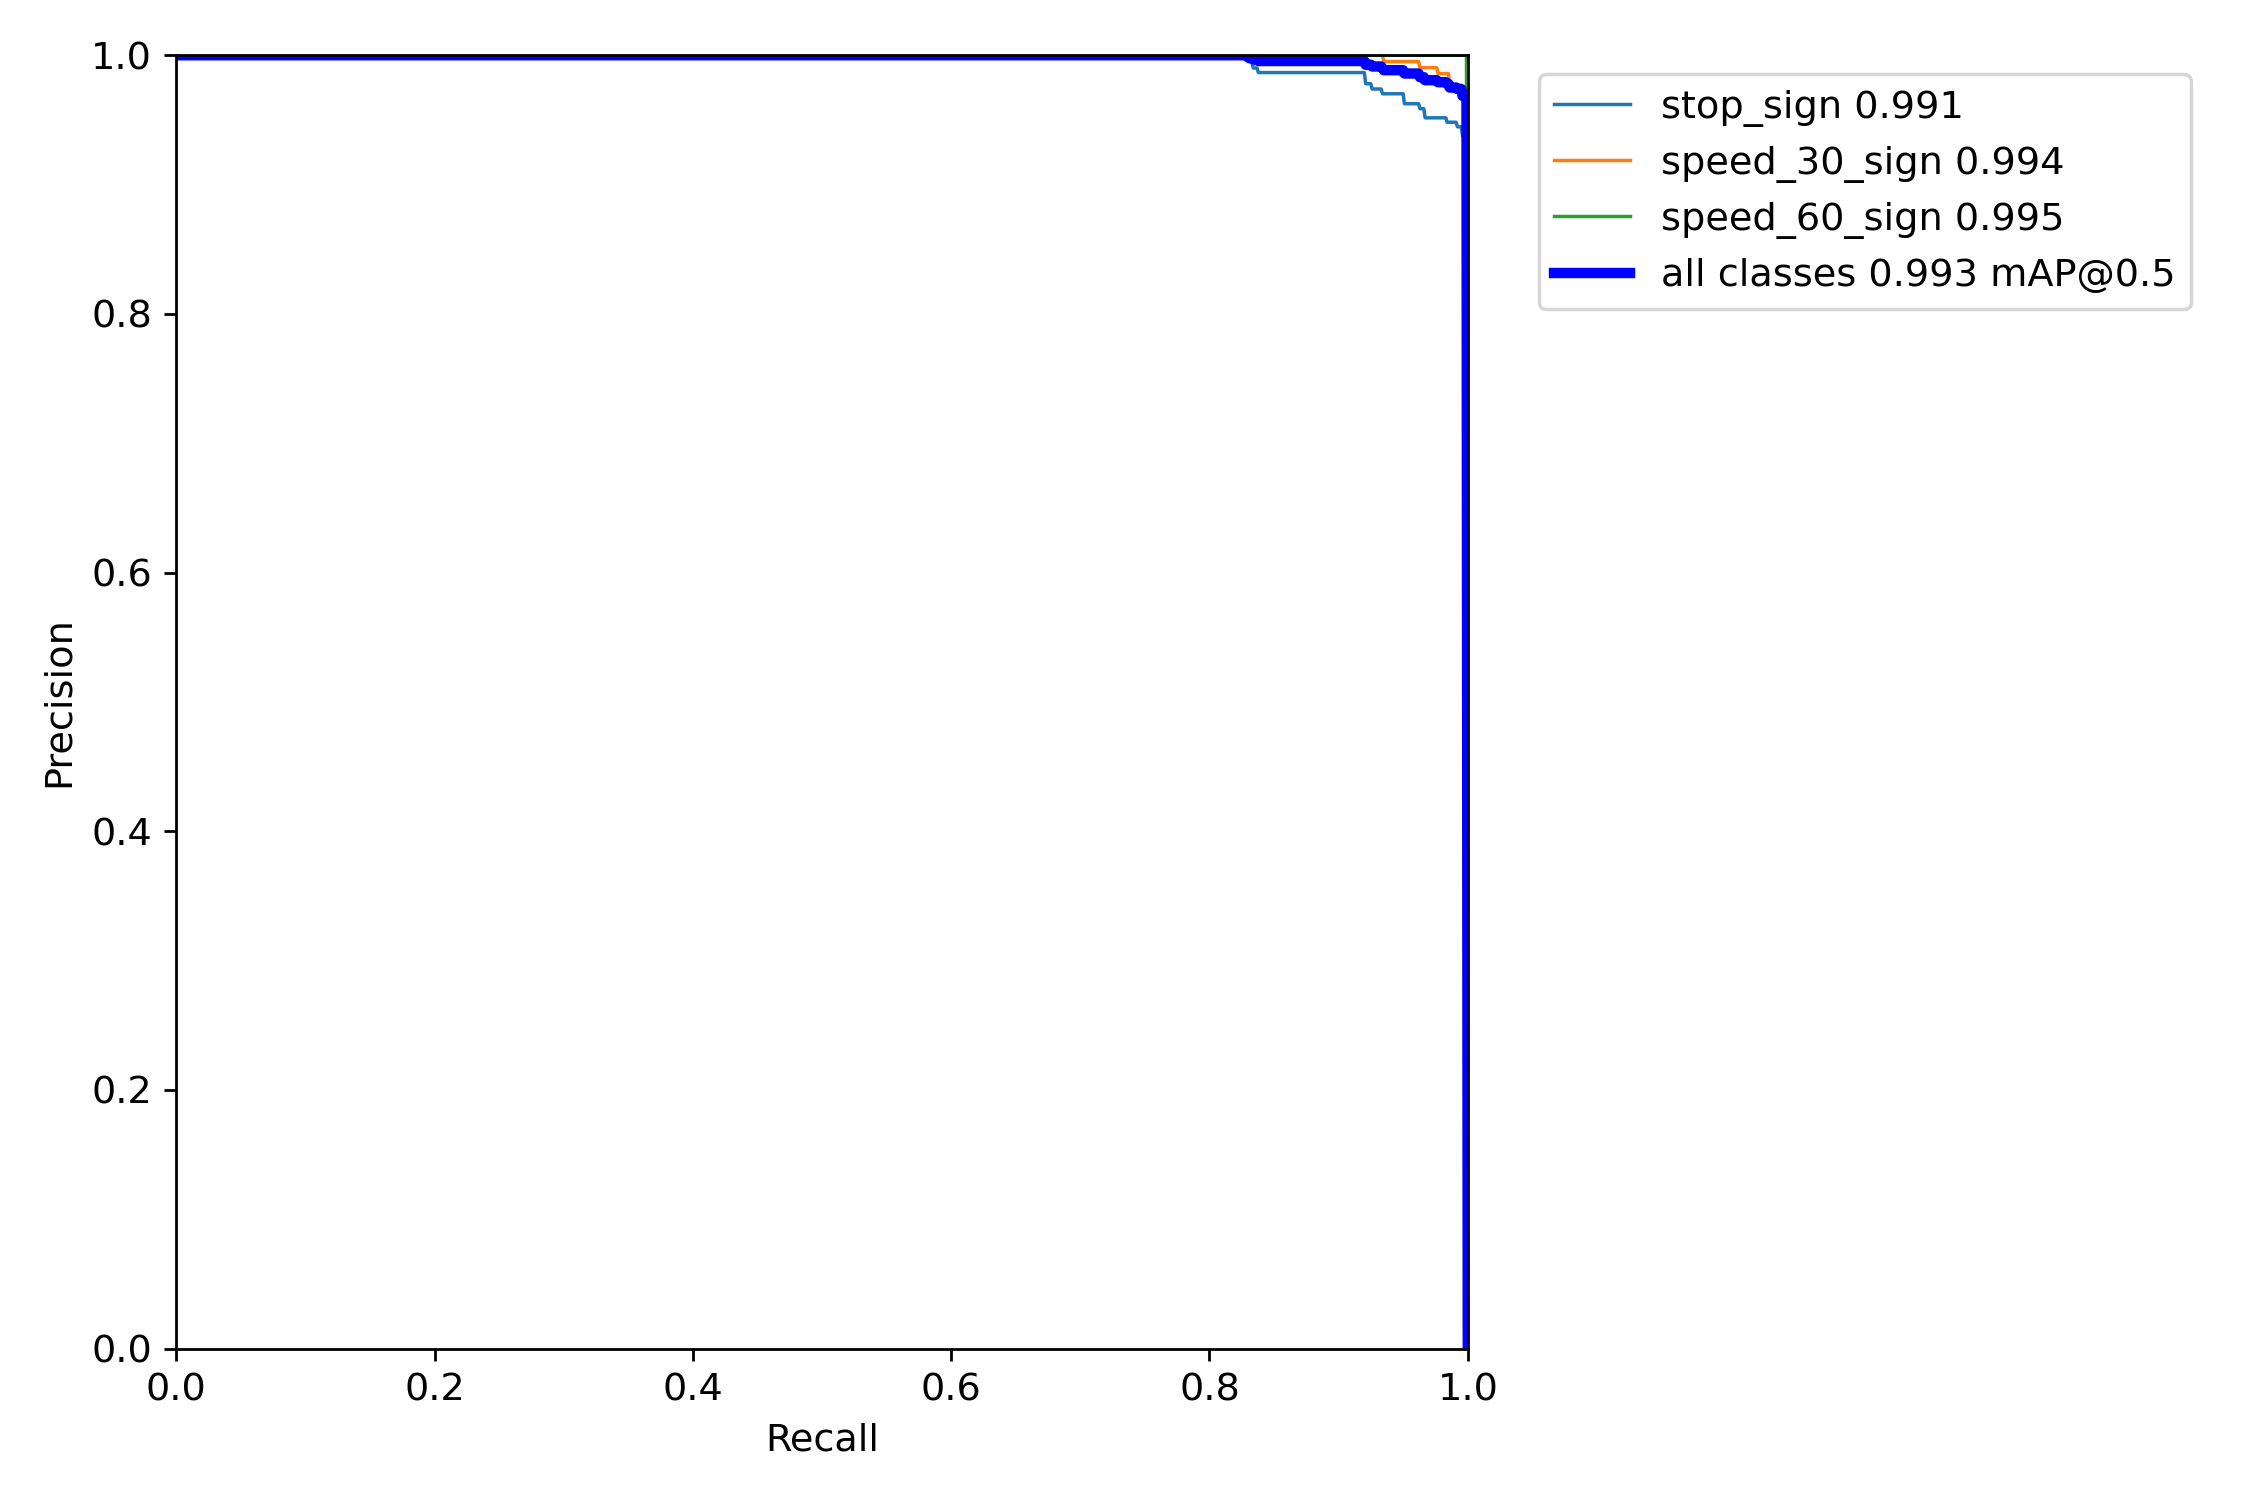 1.0
0.8
0.6
0.4
0.2
0.0
Precision
0.0 0.2 0.4 0.6 0.8 1.0
Recall
stop_sign 0.991
speed_30_sign 0.994
speed_60_sign 0.995
all classes 0.993 mAP@0.5